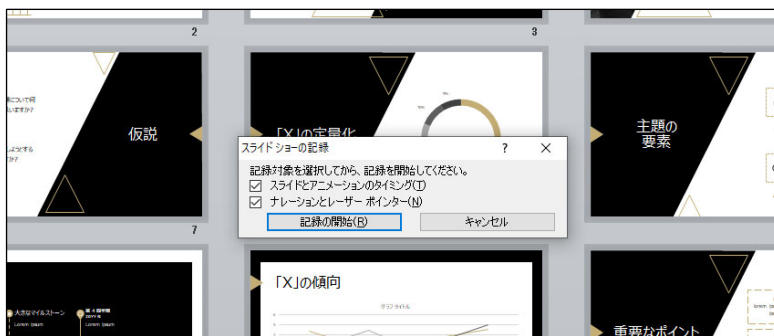 2
3
仮説
「X」の定量化
主題の
要素
スライド ショーの記録
?
記録対象を選択してから、記録を開始してください。
スライドとアニメーションのタイミング(T)
ナレーションとレーザー ポインター(N)
記録の開始(R)
キャンセル
7
「X」の傾向
グラフ タイトル
大きなマイルストーン
Lorem ipsum
Lorem ipsum
重要なポイント